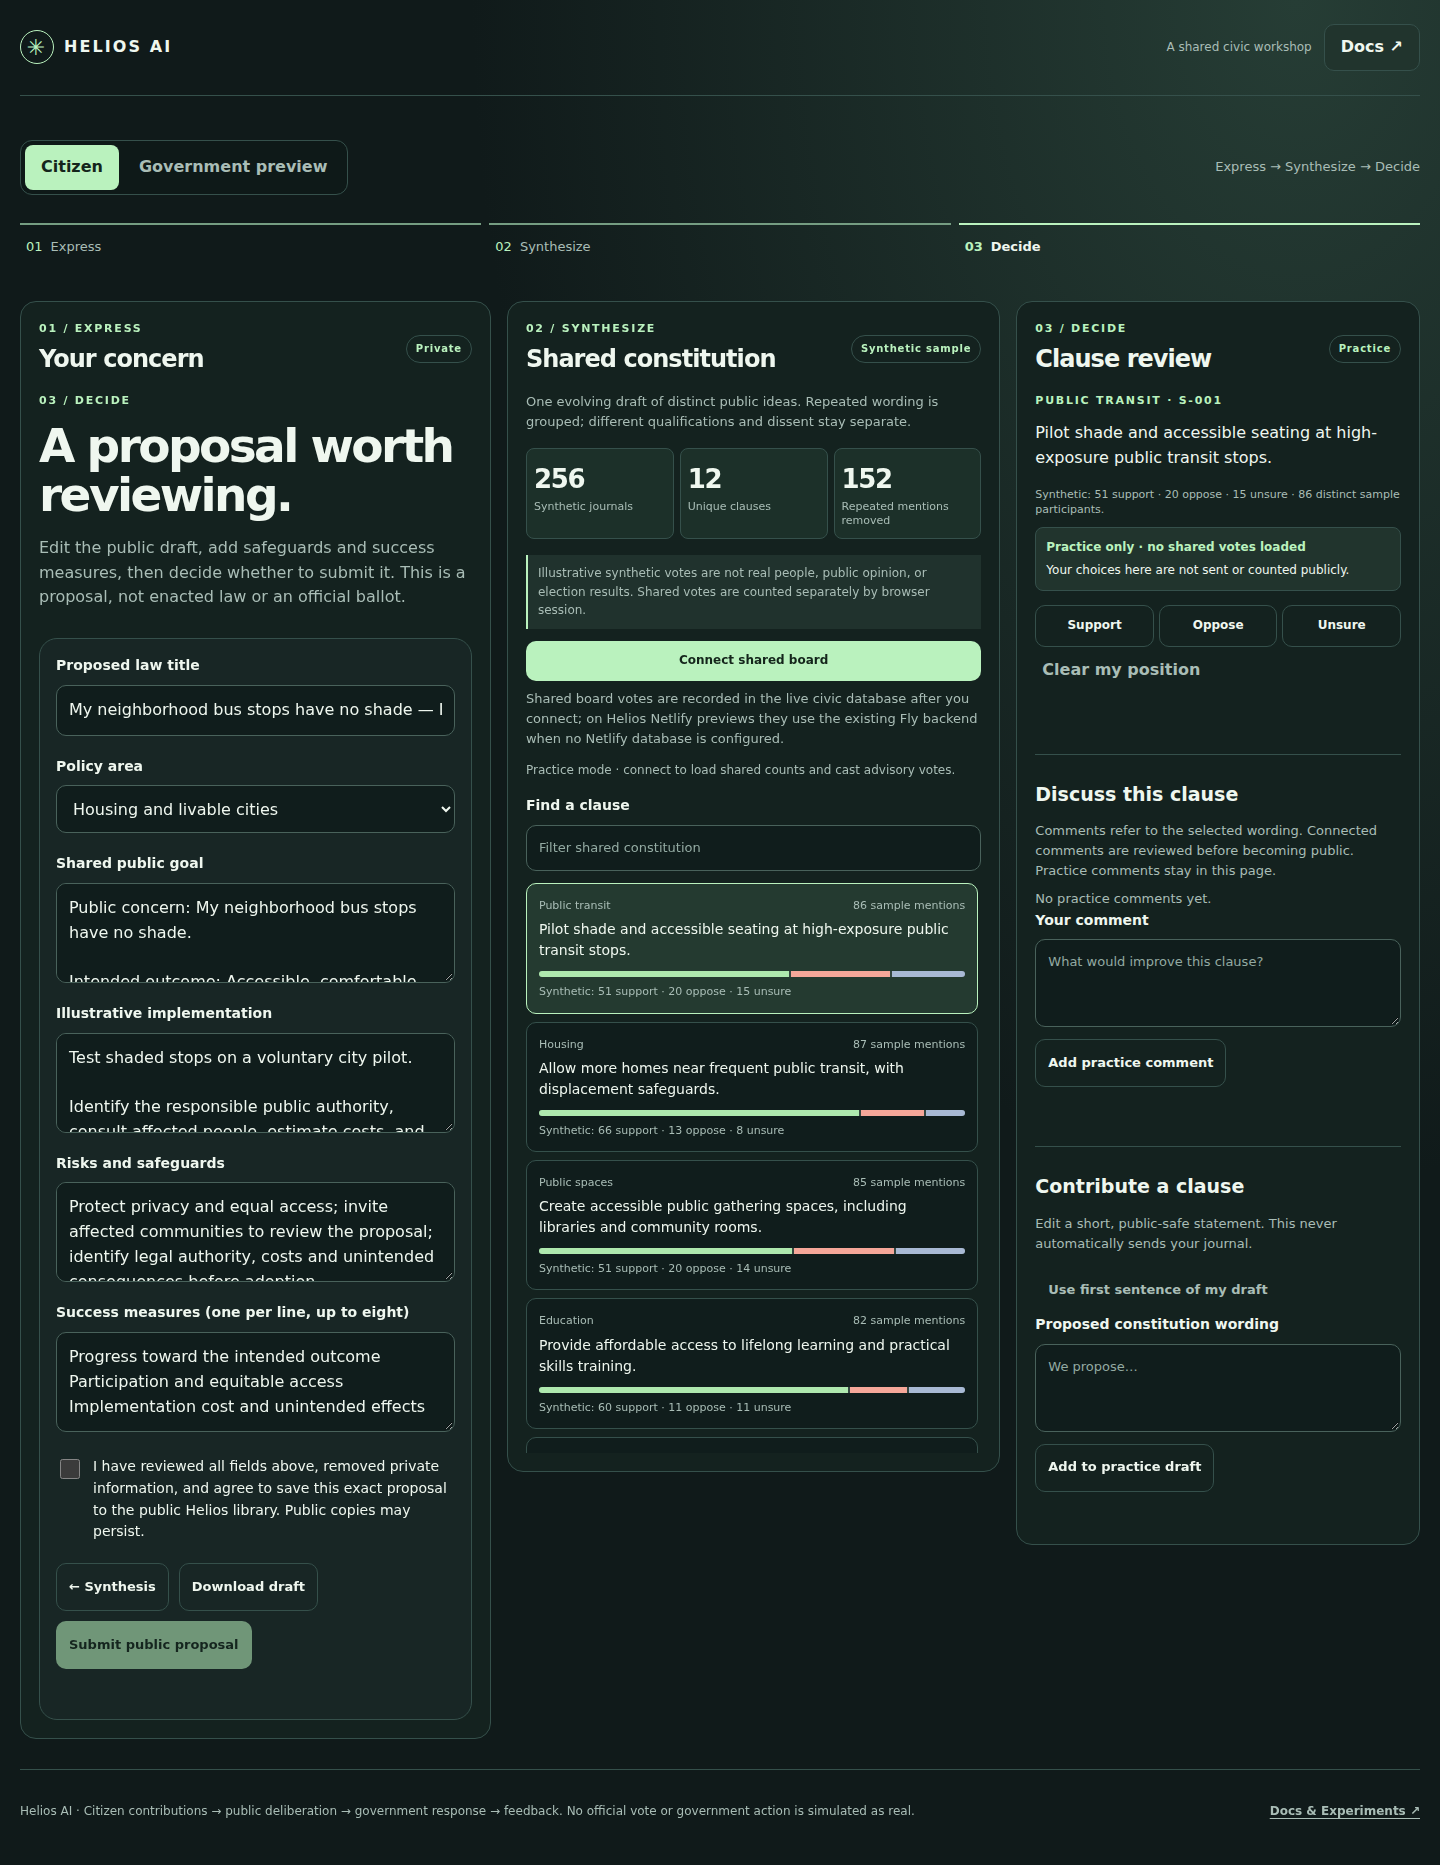 HELIOS AI
A shared civic workshop
Docs ↗
Citizen
Government preview
Express → Synthesize → Decide
01 Express
02 Synthesize
03 Decide
01 / EXPRESS
Your concern
Private
03 / DECIDE
A proposal worth
reviewing.
Edit the public draft, add safeguards and success
measures, then decide whether to submit it. This is a
proposal, not enacted law or an official ballot.
Proposed law title
My neighborhood bus stops have no shade —
Policy area
Housing and livable cities
Shared public goal
Public concern: My neighborhood bus stops
have no shade.
Intended outcome: Accessible, comfortable
Illustrative implementation
Test shaded stops on a voluntary city pilot.
Identify the responsible public authority,
consult affected people, estimate costs, and
Risks and safeguards
Protect privacy and equal access; invite
affected communities to review the proposal;
identify legal authority, costs and unintended
consequences before adoption
Success measures (one per line, up to eight)
Progress toward the intended outcome
Participation and equitable access
Implementation cost and unintended effects
I have reviewed all fields above, removed private
information, and agree to save this exact proposal
to the public Helios library. Public copies may
persist.
← Synthesis
Download draft
Submit public proposal
02 / SYNTHESIZE
Shared constitution
Synthetic sample
One evolving draft of distinct public ideas. Repeated wording is
grouped; different qualifications and dissent stay separate.
256
Synthetic journals
12
Unique clauses
152
Repeated mentions
removed
Illustrative synthetic votes are not real people, public opinion, or
election results. Shared votes are counted separately by browser
session.
Connect shared board
Shared board votes are recorded in the live civic database after you
connect; on Helios Netlify previews they use the existing Fly backend
when no Netlify database is configured.
Practice mode · connect to load shared counts and cast advisory votes.
Find a clause
Filter shared constitution
Public transit
86 sample mentions
Pilot shade and accessible seating at high-exposure public
transit stops.
Synthetic: 51 support · 20 oppose · 15 unsure
Housing
87 sample mentions
Allow more homes near frequent public transit, with
displacement safeguards.
Synthetic: 66 support · 13 oppose · 8 unsure
Public spaces
85 sample mentions
Create accessible public gathering spaces, including
libraries and community rooms.
Synthetic: 51 support · 20 oppose · 14 unsure
Education
82 sample mentions
Provide affordable access to lifelong learning and practical
skills training.
Synthetic: 60 support · 11 oppose · 11 unsure
03 / DECIDE
Clause review
Practice
PUBLIC TRANSIT · S-001
Pilot shade and accessible seating at high-
exposure public transit stops.
Synthetic: 51 support · 20 oppose · 15 unsure · 86 distinct sample
participants.
Practice only · no shared votes loaded
Your choices here are not sent or counted publicly.
Support
Oppose
Unsure
Clear my position
Discuss this clause
Comments refer to the selected wording. Connected
comments are reviewed before becoming public.
Practice comments stay in this page.
No practice comments yet.
Your comment
What would improve this clause?
Add practice comment
Contribute a clause
Edit a short, public-safe statement. This never
automatically sends your journal.
Use first sentence of my draft
Proposed constitution wording
We propose…
Add to practice draft
Helios AI · Citizen contributions → public deliberation → government response → feedback. No official vote or government action is simulated as real.
Docs & Experiments ↗